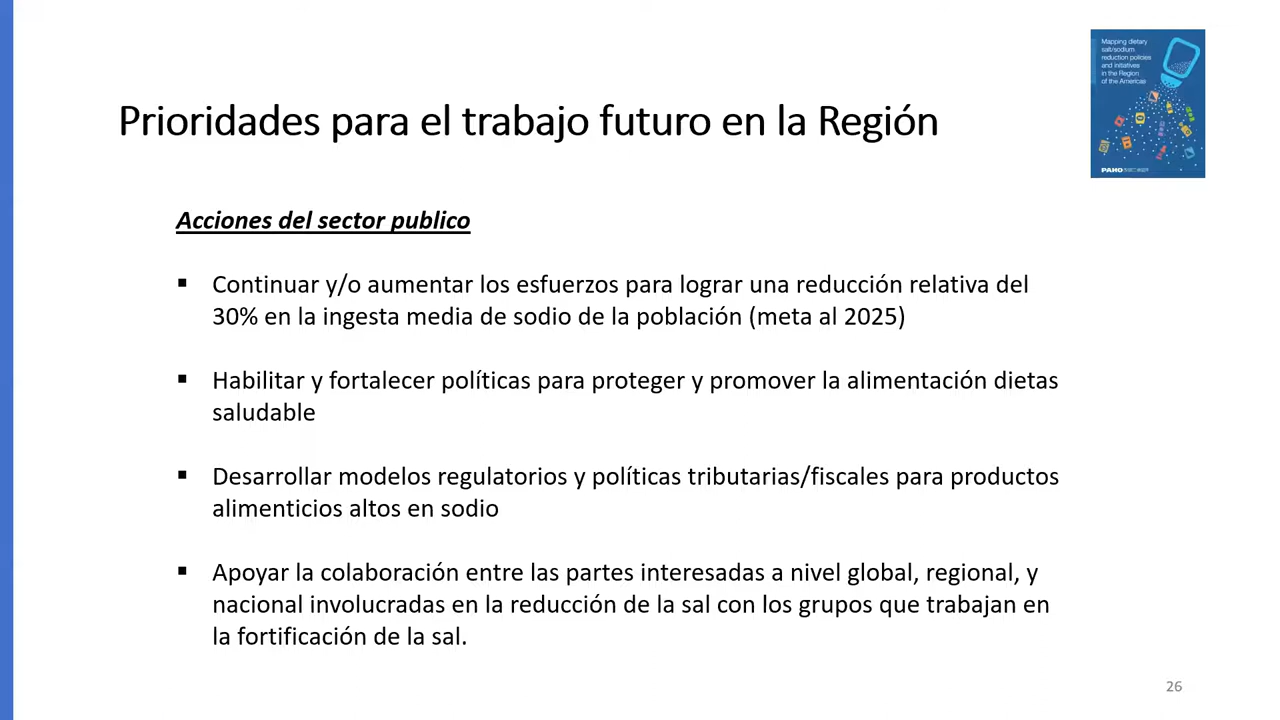 Mapping dietary
salt/sodium
reduction policies
and initiatives
in the Region
of the Americas
PAHO
Prioridades para el trabajo futuro en la Región
Acciones del sector publico
▪ Continuar y/o aumentar los esfuerzos para lograr una reducción relativa del
30% en la ingesta media de sodio de la población (meta al 2025)
▪ Habilitar y fortalecer políticas para proteger y promover la alimentación dietas
saludable
▪ Desarrollar modelos regulatorios y políticas tributarias/fiscales para productos
alimenticios altos en sodio
▪ Apoyar la colaboración entre las partes interesadas a nivel global, regional, y
nacional involucradas en la reducción de la sal con los grupos que trabajan en
la fortificación de la sal.
26